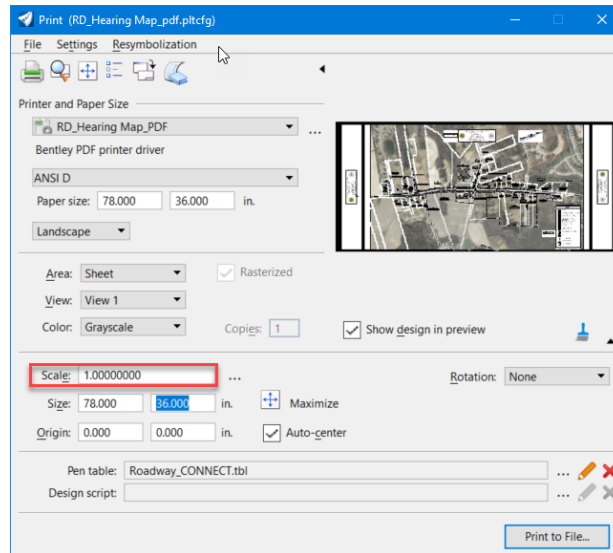 Print (RD_Hearing Map_pdf.pltcfg)
File Settings Resymbolization
Printer and Paper Size
RD_Hearing Map_PDF
...
Bentley PDF printer driver
ANSI D
Paper size: 78.000 36.000 in.
Landscape
Area: Sheet Rasterized
View: View 1
Color: Grayscale Copies: 1 Show design in preview
Scale: 1.00000000 ... Rotation: None
Size: 78.000 36.000 in. Maximize
Origin: 0.000 0.000 in. Auto-center
Pen table: Roadway_CONNECT.tbl ...
Design script: ...
Print to File...